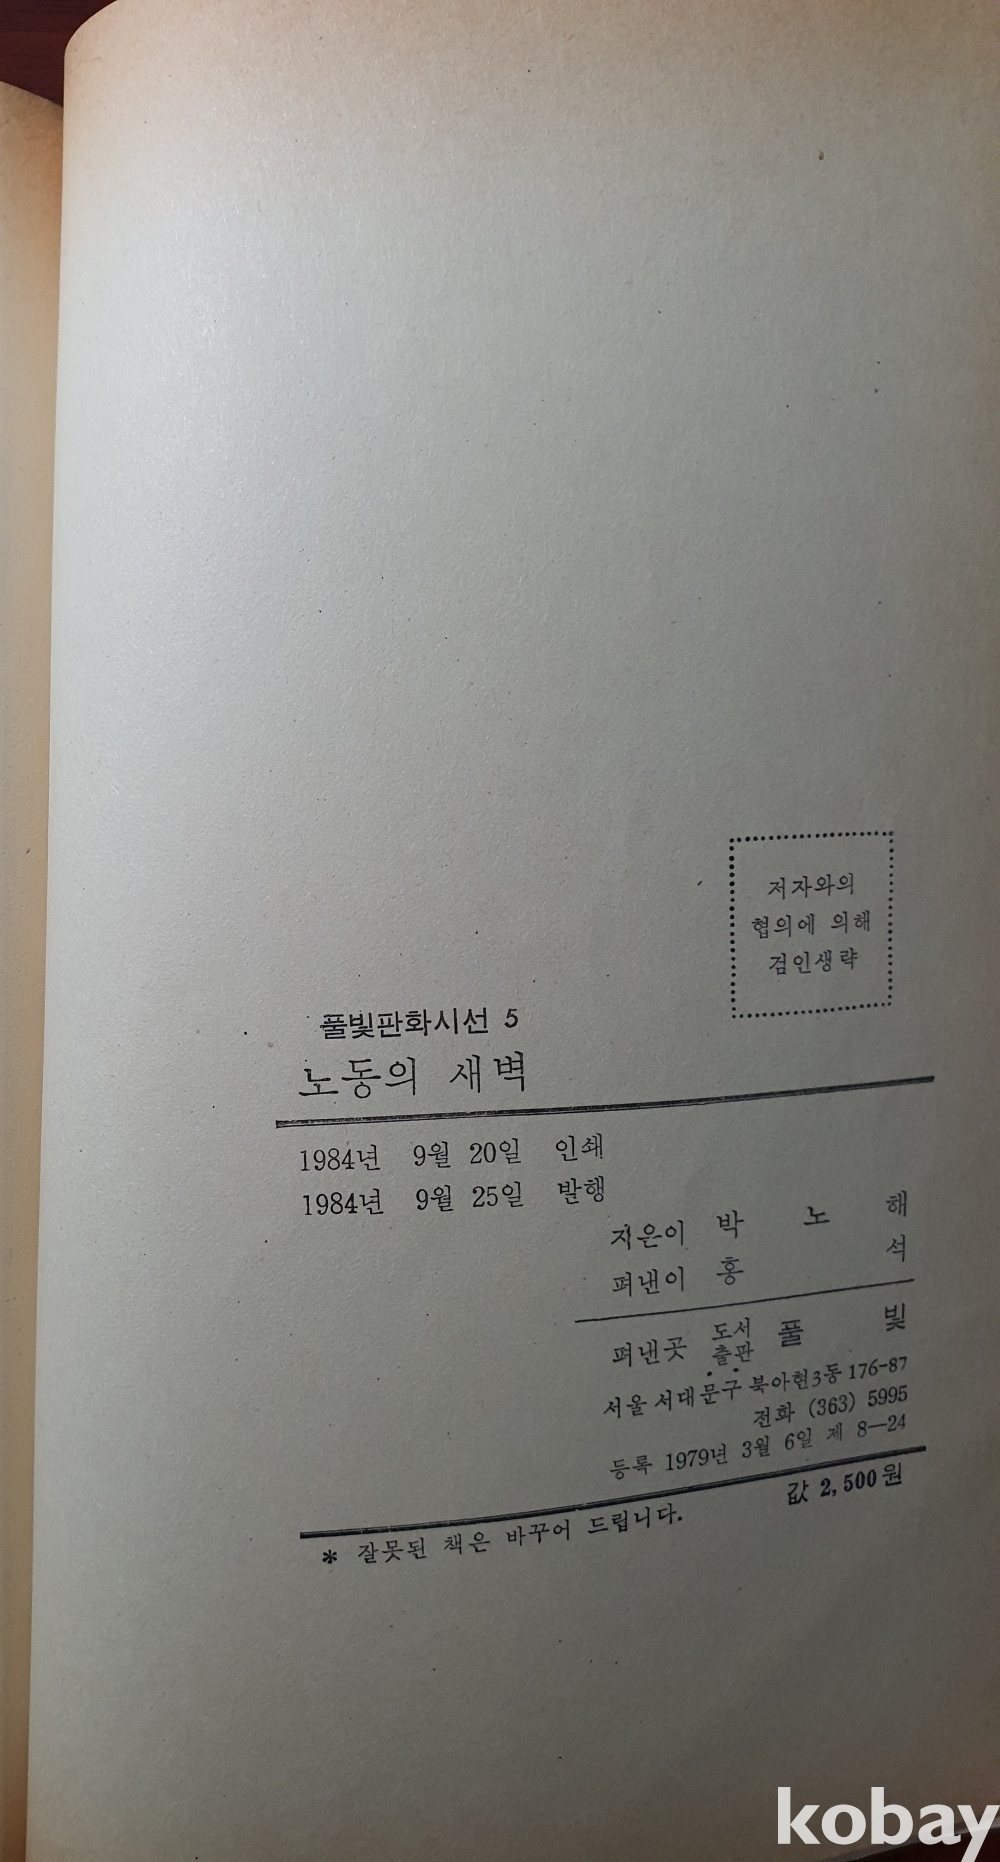 저자와의
협의에 의해
검인생략
풀빛판화시선 5
노동의 새벽
1984년 9월 20일 인쇄
1984년 9월 25일 발행
지은이 박 노 해
펴낸이 홍 석
펴낸곳 도서출판 풀 빛
서울 서대문구 북아현3동 176-87
전화 (363) 5995
등록 1979년 3월 6일 제 8—24
값 2,500원
* 잘못된 책은 바꾸어 드립니다.
kobay